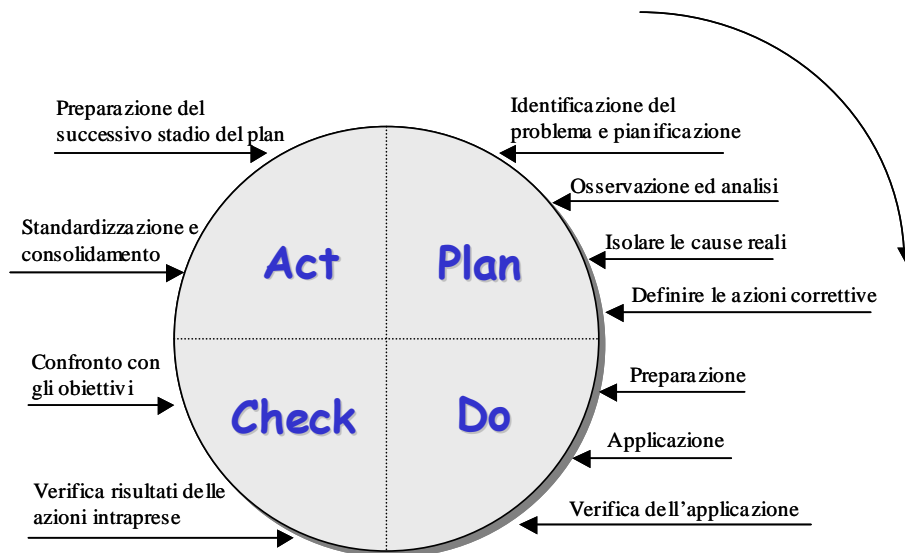 Preparazione del
successivo stadio del plan
Identificazione del
problema e pianificazione
Osservazione ed analisi
Standardizzazione e
consolidamento
Isolare le cause reali
Act
Plan
Definire le azioni correttive
Confronto con
gli obiettivi
Preparazione
Check
Do
Applicazione
Verifica risultati delle
azioni intraprese
Verifica dell'applicazione